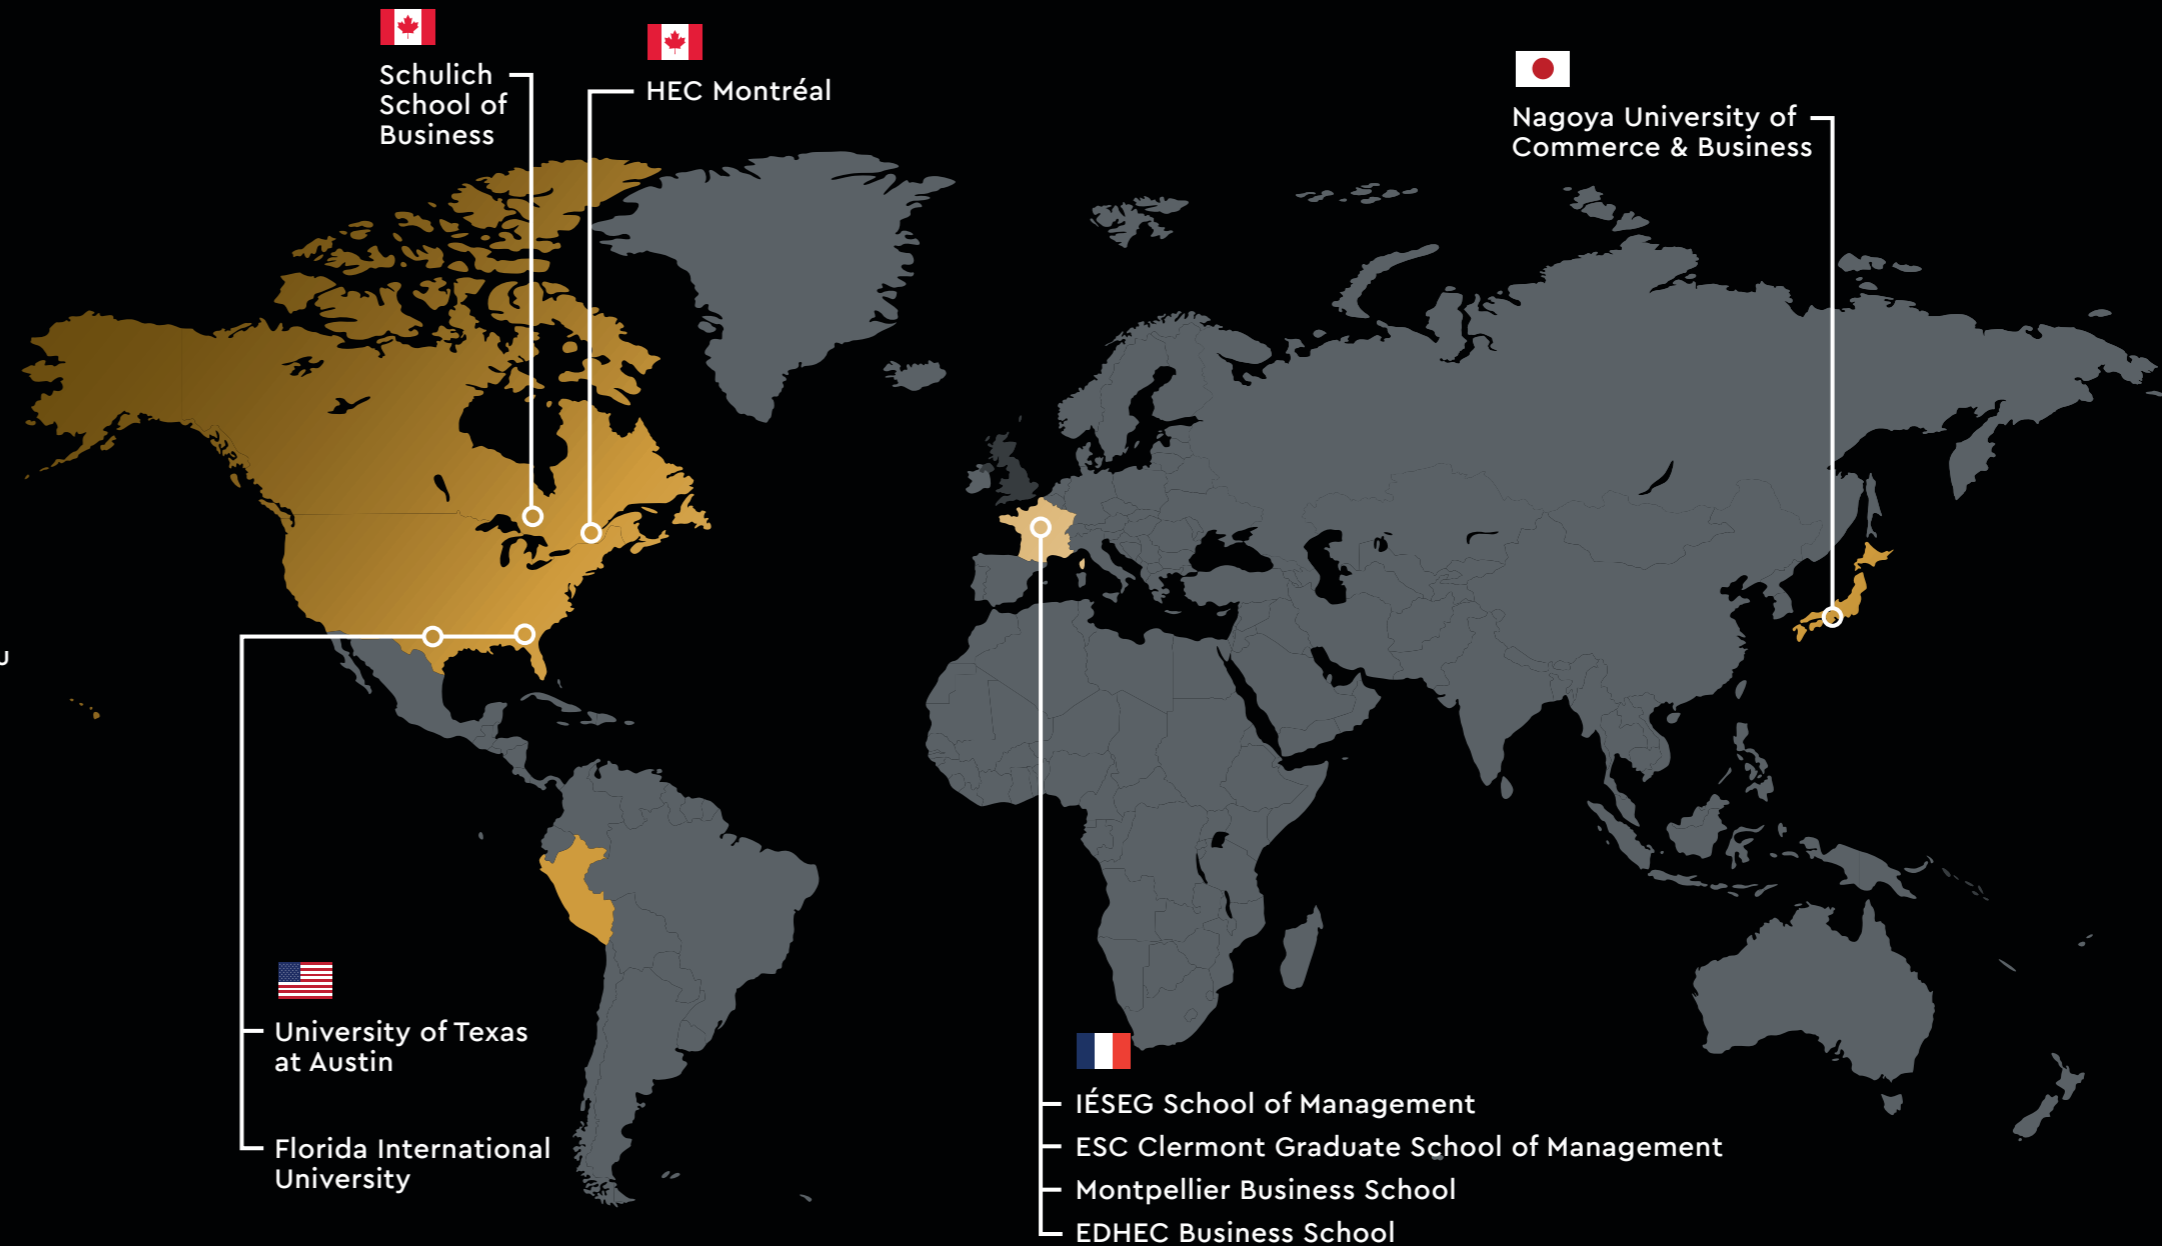 Schulich
School of
Business
HEC Montréal
Nagoya University of
Commerce & Business
u
University of Texas
at Austin
Florida International
University
IÉSEG School of Management
ESC Clermont Graduate School of Management
Montpellier Business School
EDHEC Business School